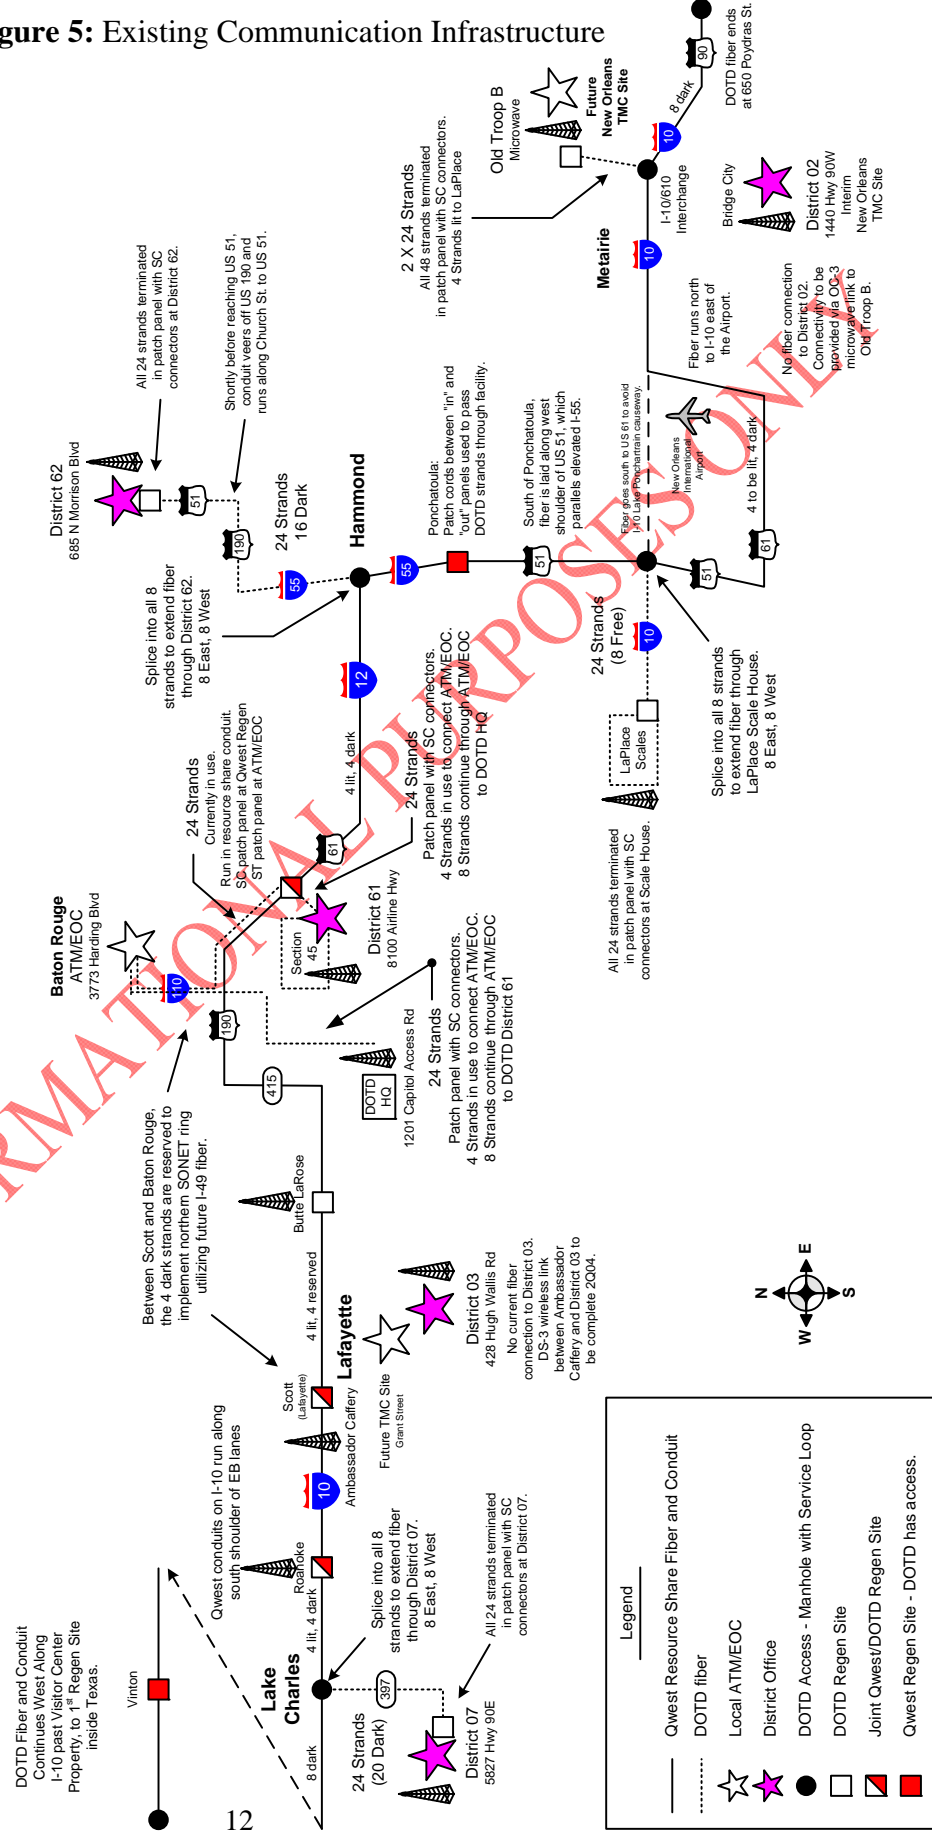 gure 5: Existing Communication Infrastructure
DOTD Fiber and Conduit
Continues West Along
I-10 past Visitor Center
Property, to 1st Regen Site
inside Texas.
Vinton
Qwest conduits on I-10 run along
south shoulder of EB lanes
Lake
Charles
8 dark
4 lit, 4 dark
Roanoke
10
Ambassador Caffery
Scott
(Lafayette)
Lafayette
4 lit, 4 reserved
Butte LaRose
Splice into all 8
strands to extend fiber
through District 07.
8 East, 8 West
397
24 Strands
(20 Dark)
District 07
5827 Hwy 90E
All 24 strands terminated
in patch panel with SC
connectors at District 07.
Future TMC Site
Grant Street
District 03
428 Hugh Wallis Rd
No current fiber
connection to District 03.
DS-3 wireless link
between Ambassador
Caffery and District 03 to
be complete 2004.
Between Scott and Baton Rouge,
the 4 dark strands are reserved to
implement northern SONET ring
utilizing future I-49 fiber.
415
190
Baton Rouge
ATM/EOC
3773 Harding Blvd
110
24 Strands
Currently in use.
Run in resource share conduit.
SC patch panel at Qwest Regen
ST patch panel at ATM/EOC
DOTD
HQ
1201 Capitol Access Rd
24 Strands
Patch panel with SC connectors.
4 Strands in use to connect ATM/EOC.
8 Strands continue through ATM/EOC
to DOTD District 61
Section
45
District 61
8100 Airline Hwy
61
24 Strands
Patch panel with SC connectors.
4 Strands in use to connect ATM/EOC.
8 Strands continue through ATM/EOC
to DOTD HQ
4 lit, 4 dark
12
Splice into all 8
strands to extend fiber
through District 62.
8 East, 8 West
Hammond
55
24 Strands
16 Dark
55
190
51
District 62
685 N Morrison Blvd
All 24 strands terminated
in patch panel with SC
connectors at District 62.
Shortly before reaching US 51,
conduit veers off US 190 and
runs along Church St. to US 51.
Ponchatoula:
Patch cords between "in" and
"out" panels used to pass
DOTD strands through facility.
51
South of Ponchatoula,
fiber is laid along west
shoulder of US 51, which
parallels elevated I-55.
24 Strands
(8 Free)
10
LaPlace
Scales
All 24 strands terminated
in patch panel with SC
connectors at Scale House.
Splice into all 8 strands
to extend fiber through
LaPlace Scale House.
8 East, 8 West
51
61
4 to be lit, 4 dark
Fiber goes south to US 61 to avoid
I-10 Lake Ponchartrain causeway.
New Orleans
International
Airport
Fiber runs north
to I-10 east of
the Airport.
Metairie
10
I-10/610
Interchange
2 X 24 Strands
All 48 strands terminated
in patch panel with SC connectors.
4 Strands lit to LaPlace
Old Troop B
Microwave
Future
New Orleans
TMC Site
10
8 dark
90
DOTD fiber ends
at 650 Poydras St.
Bridge City
District 02
1440 Hwy 90W
Interim
New Orleans
TMC Site
No fiber connection
to District 02.
Connectivity to be
provided via OC-3
microwave link to
Old Troop B.
N
W E
S
Legend
Qwest Resource Share Fiber and Conduit
DOTD fiber
Local ATM/EOC
District Office
DOTD Access - Manhole with Service Loop
DOTD Regen Site
Joint Qwest/DOTD Regen Site
Qwest Regen Site - DOTD has access.
RMATIONAL PURPOSES ONLY
12